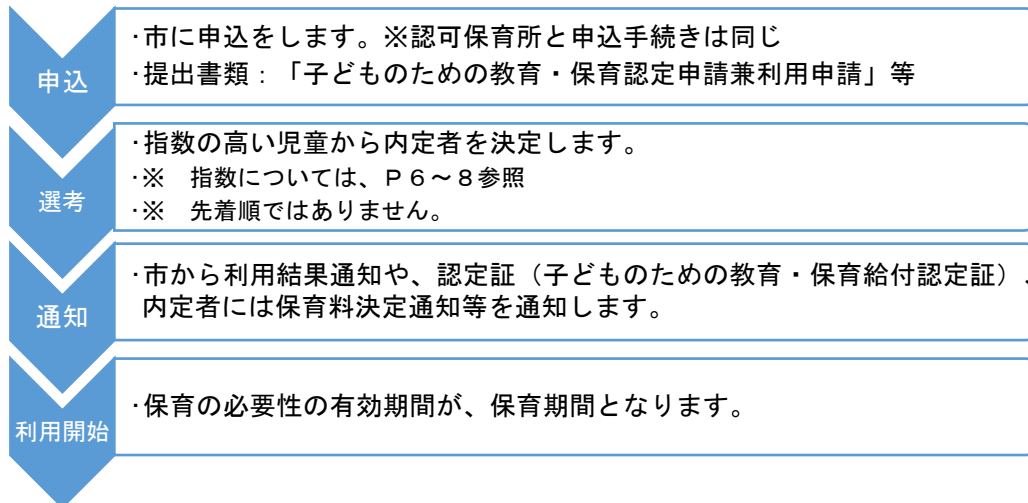 申込
·市に申込をします。※認可保育所と申込手続きは同じ
·提出書類：「子どものための教育・保育認定申請兼利用申請」等
選考
·指数の高い児童から内定者を決定します。
·※　指数については、Ｐ６～８参照
·※　先着順ではありません。
通知
·市から利用結果通知や、認定証（子どものための教育・保育給付認定証）、
内定者には保育料決定通知等を通知します。
利用開始
·保育の必要性の有効期間が、保育期間となります。